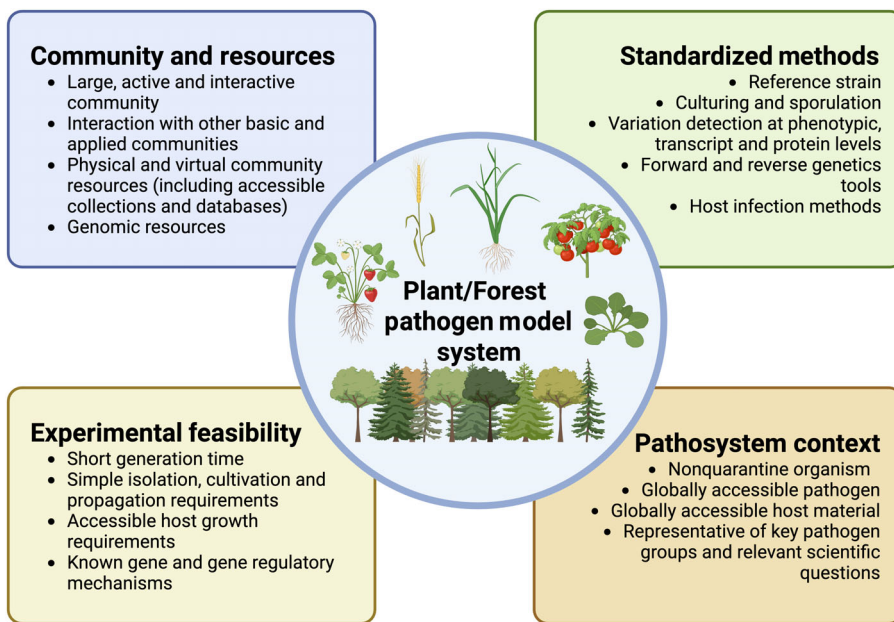 Community and resources
• Large, active and interactive
community
• Interaction with other basic and
applied communities
• Physical and virtual community
resources (including accessible
collections and databases)
• Genomic resources
Standardized methods
• Reference strain
• Culturing and sporulation
• Variation detection at phenotypic,
transcript and protein levels
• Forward and reverse genetics
tools
• Host infection methods
Plant/Forest
pathogen model
system
Experimental feasibility
• Short generation time
• Simple isolation, cultivation and
propagation requirements
• Accessible host growth
requirements
• Known gene and gene regulatory
mechanisms
Pathosystem context
• Nonquarantine organism
• Globally accessible pathogen
• Globally accessible host material
• Representative of key pathogen
groups and relevant scientific
questions